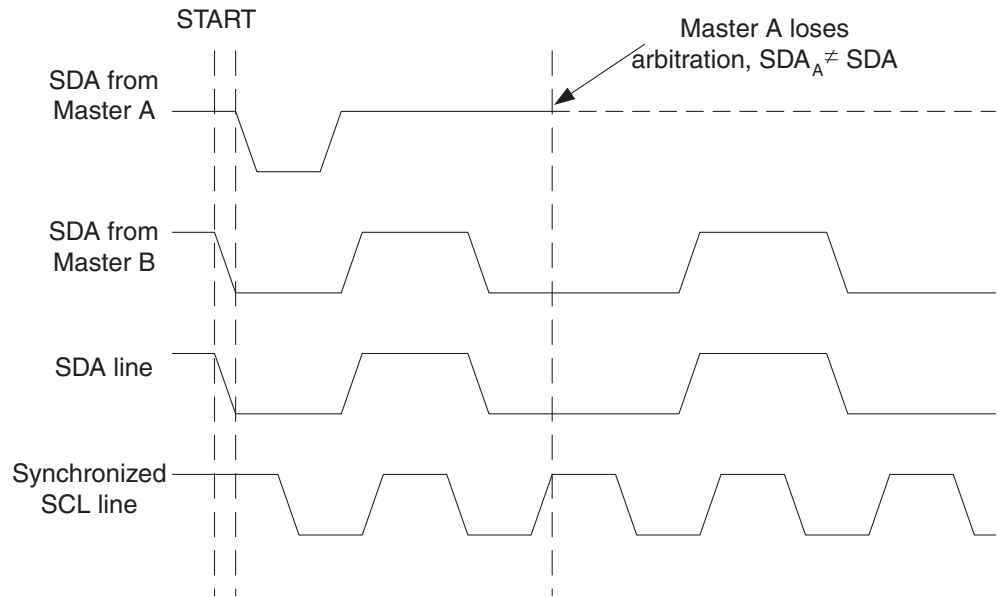 START
Master A loses
arbitration, SDA_A ≠ SDA
SDA from
Master A
SDA from
Master B
SDA line
Synchronized
SCL line